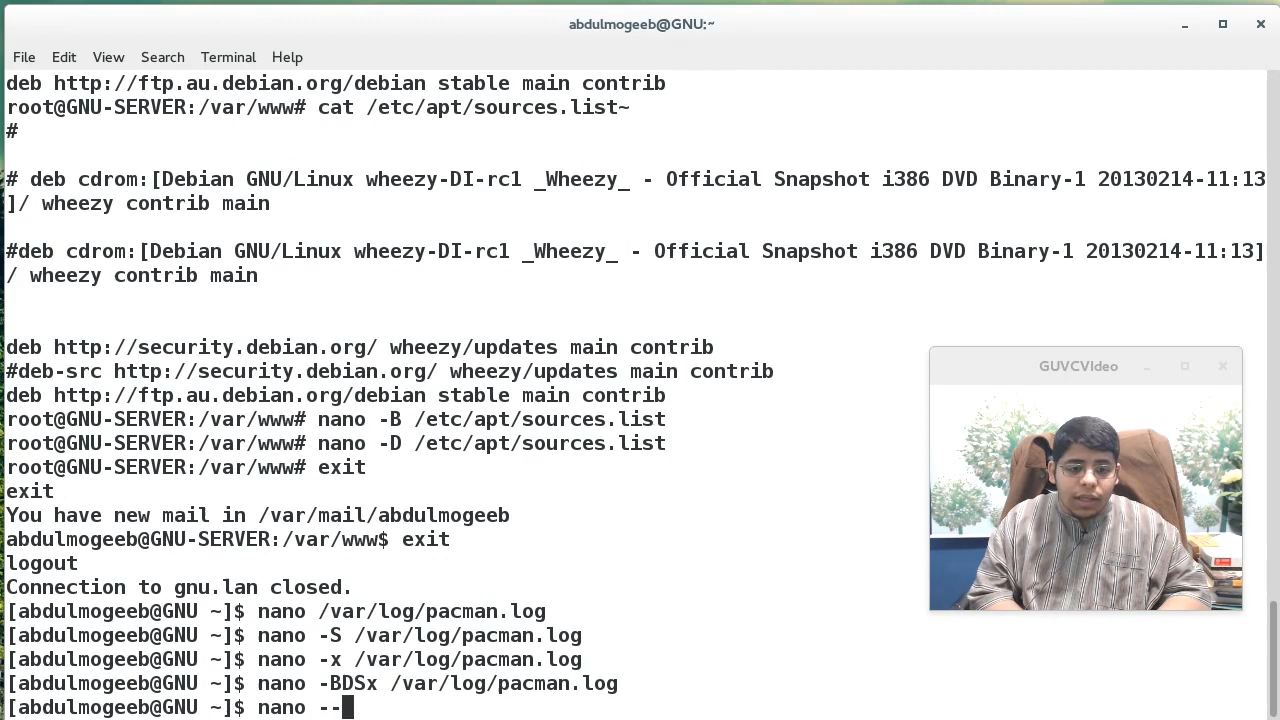 abdulmogeeb@GNU:~
File Edit View Search Terminal Help
deb http://ftp.au.debian.org/debian stable main contrib
root@GNU-SERVER:/var/www# cat /etc/apt/sources.list~
#
# deb cdrom:[Debian GNU/Linux wheezy-DI-rc1 _Wheezy_ - Official Snapshot i386 DVD Binary-1 20130214-11:13
]/ wheezy contrib main
#deb cdrom:[Debian GNU/Linux wheezy-DI-rc1 _Wheezy_ - Official Snapshot i386 DVD Binary-1 20130214-11:13]
/ wheezy contrib main
deb http://security.debian.org/ wheezy/updates main contrib
#deb-src http://security.debian.org/ wheezy/updates main contrib
deb http://ftp.au.debian.org/debian stable main contrib
root@GNU-SERVER:/var/www# nano -B /etc/apt/sources.list
root@GNU-SERVER:/var/www# nano -D /etc/apt/sources.list
root@GNU-SERVER:/var/www# exit
exit
You have new mail in /var/mail/abdulmogeeb
abdulmogeeb@GNU-SERVER:/var/www$ exit
logout
Connection to gnu.lan closed.
[abdulmogeeb@GNU ~]$ nano /var/log/pacman.log
[abdulmogeeb@GNU ~]$ nano -S /var/log/pacman.log
[abdulmogeeb@GNU ~]$ nano -x /var/log/pacman.log
[abdulmogeeb@GNU ~]$ nano -BDSx /var/log/pacman.log
[abdulmogeeb@GNU ~]$ nano --
GUVCVIdeo